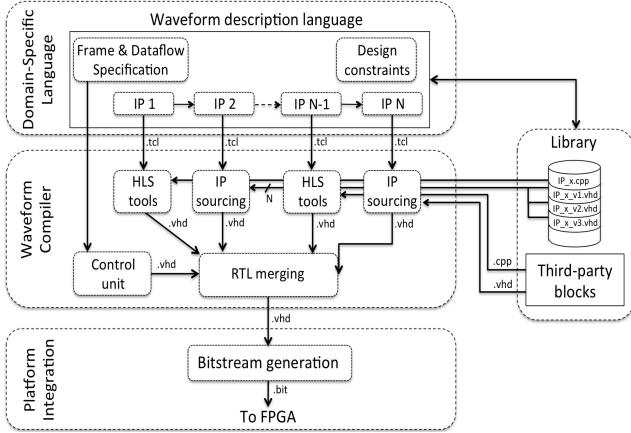 Waveform description language
Domain-Specific
Language
Frame & Dataflow
Specification
Design
constraints
IP 1
IP 2
IP N-1
IP N
.tcl
.tcl
.tcl
.tcl
Library
IP_x.cpp
IP_x_v1.vhd
IP_x_v2.vhd
IP_x_v3.vhd
Waveform
Compiler
HLS
tools
IP
sourcing
HLS
tools
IP
sourcing
N
.vhd
.vhd
.vhd
.vhd
Control
unit
.vhd
RTL merging
.cpp
.vhd
Third-party
blocks
.vhd
Platform
Integration
Bitstream generation
.bit
To FPGA